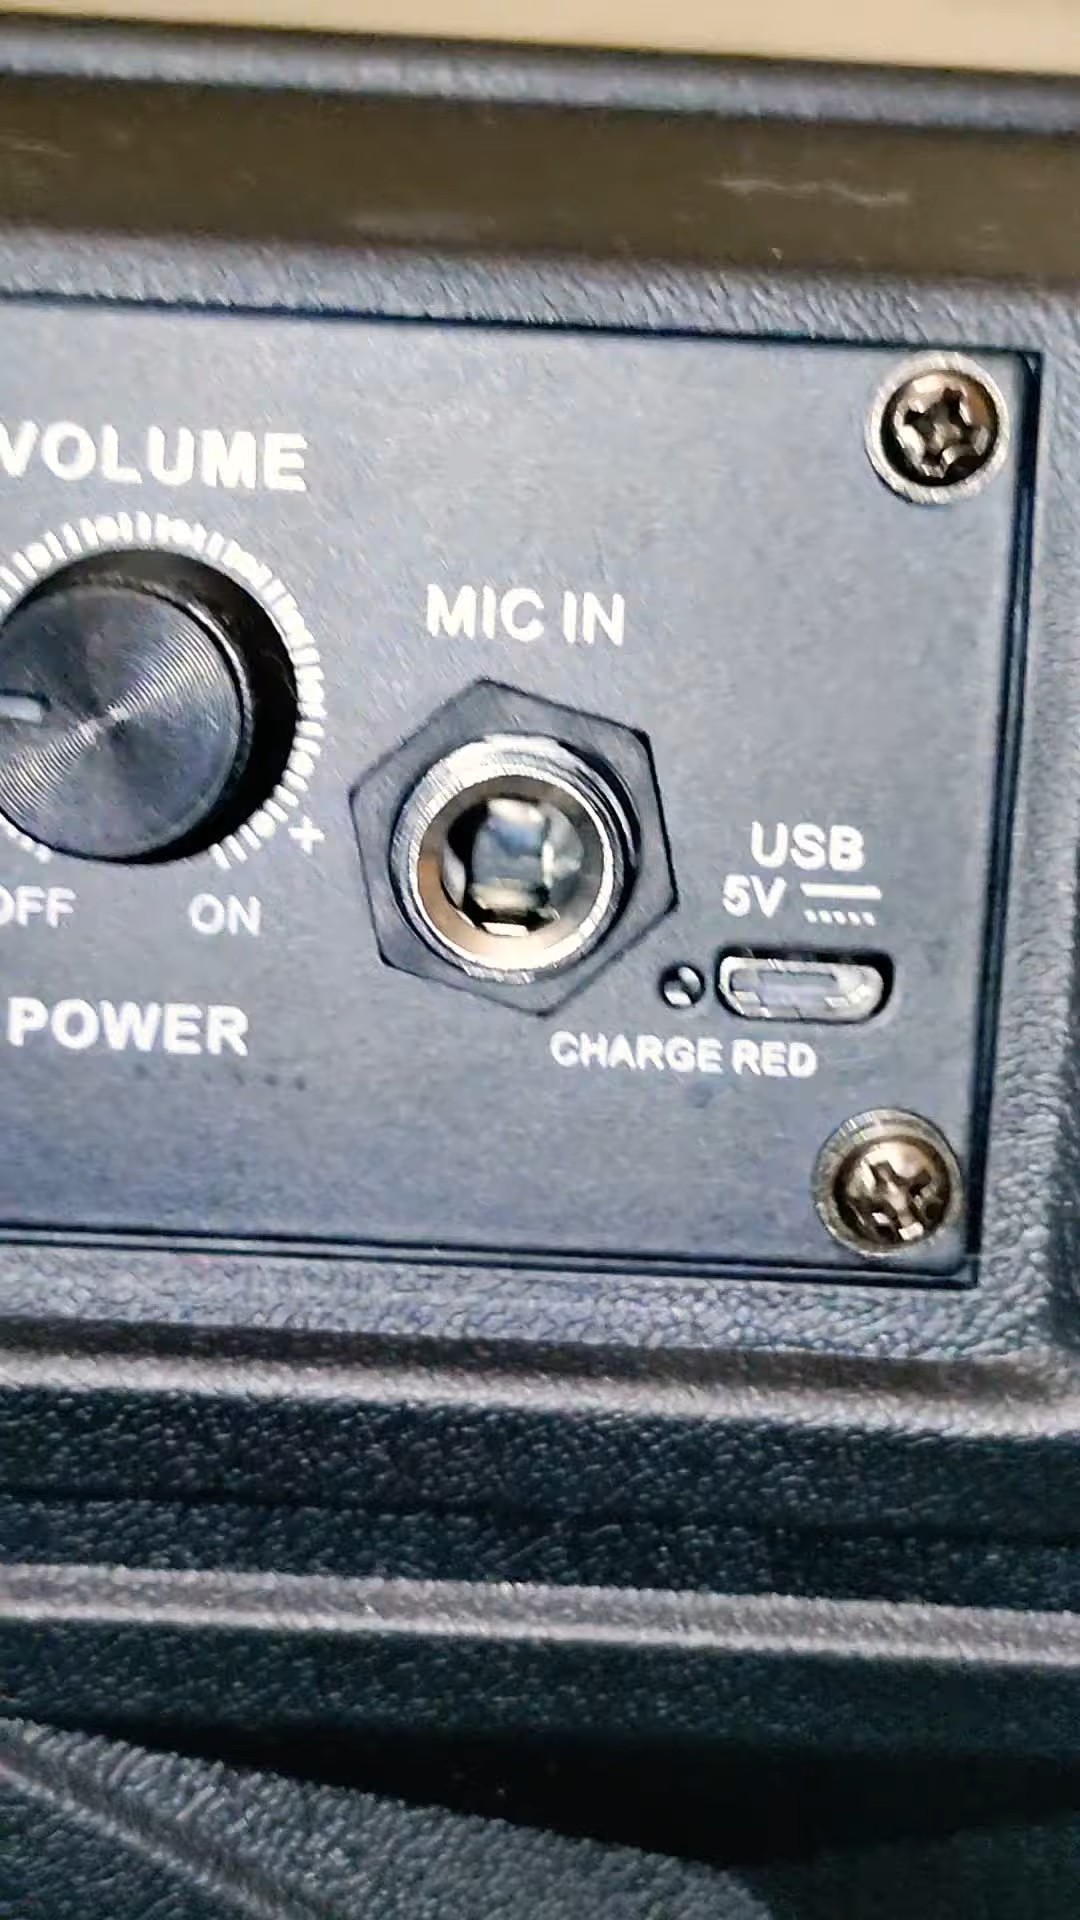 VOLUME
MIC IN
+
USB
5V
OFF ON
CHARGE RED
POWER